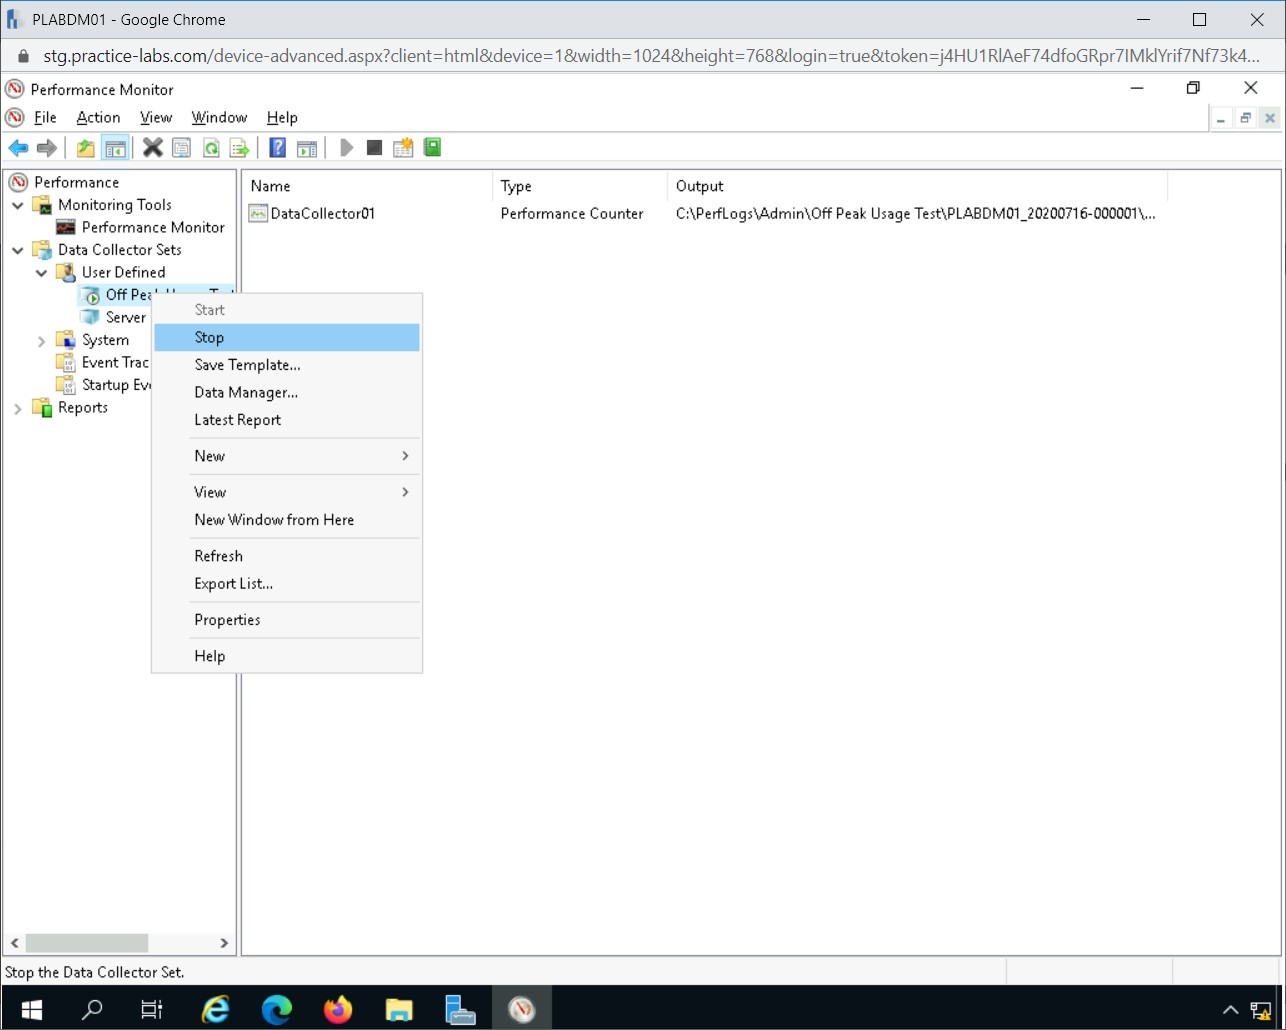 PLABDM01 - Google Chrome
stg.practice-labs.com/device-advanced.aspx?client=html&device=1&width=1024&height=768&login=true&token=j4HU1RlAeF74dfoGRpr7IMklYrif7Nf73k4...
Performance Monitor
File Action View Window Help
Performance
Monitoring Tools
Performance Monitor
Data Collector Sets
User Defined
Off Peak Usage Test
Server
System
Event Trac
Startup Eve
Reports
Name Type Output
DataCollector01 Performance Counter C:\PerfLogs\Admin\Off Peak Usage Test\PLABDM01_20200716-000001\...
Start
Stop
Save Template...
Data Manager...
Latest Report
New
View
New Window from Here
Refresh
Export List...
Properties
Help
Stop the Data Collector Set.